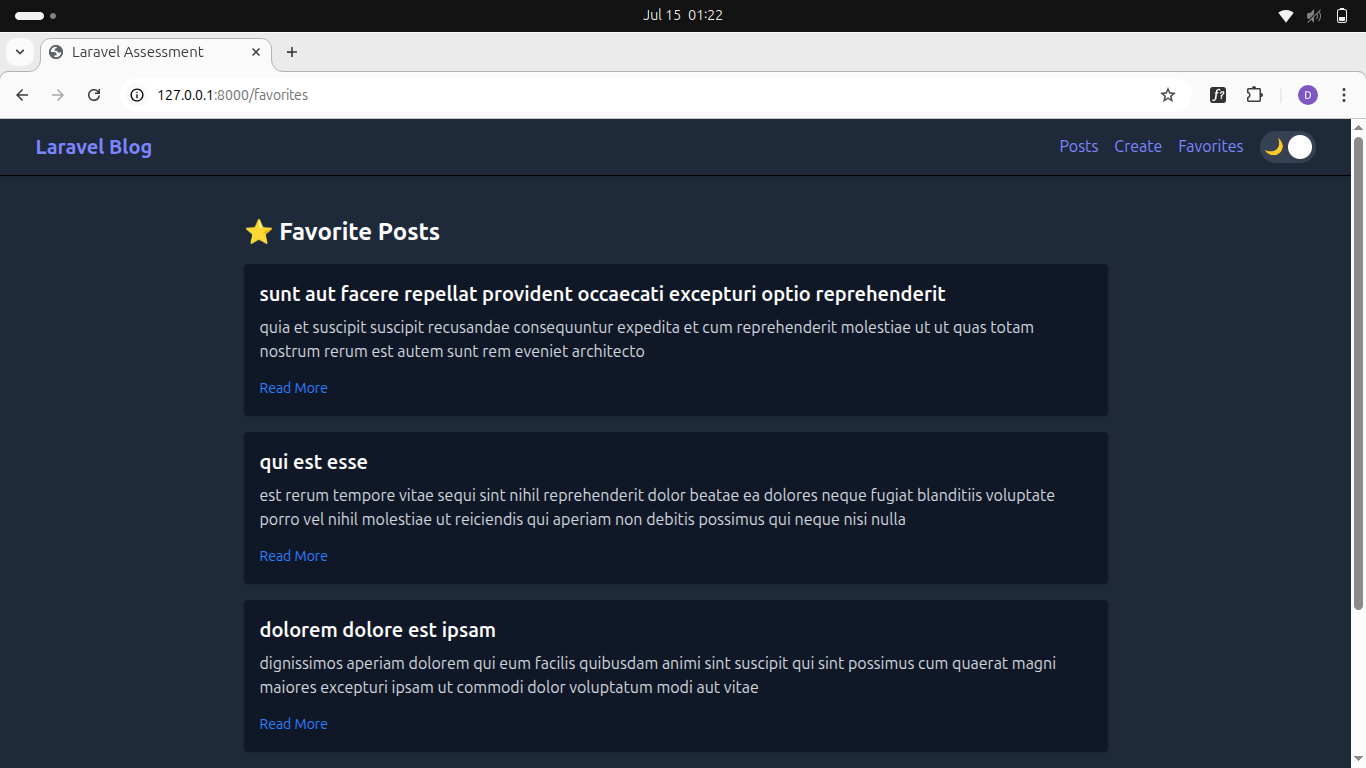 Jul 15 01:22
Laravel Assessment
127.0.0.1:8000/favorites
D
Laravel Blog
Posts Create Favorites
Favorite Posts
sunt aut facere repellat provident occaecati excepturi optio reprehenderit
quia et suscipit suscipit recusandae consequuntur expedita et cum reprehenderit molestiae ut ut quas totam
nostrum rerum est autem sunt rem eveniet architecto
Read More
qui est esse
est rerum tempore vitae sequi sint nihil reprehenderit dolor beatae ea dolores neque fugiat blanditiis voluptate
porro vel nihil molestiae ut reiciendis qui aperiam non debitis possimus qui neque nisi nulla
Read More
dolorem dolore est ipsam
dignissimos aperiam dolorem qui eum facilis quibusdam animi sint suscipit qui sint possimus cum quaerat magni
maiores excepturi ipsam ut commodi dolor voluptatum modi aut vitae
Read More